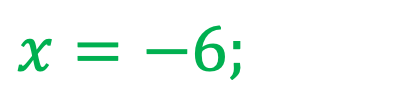 x = −6;